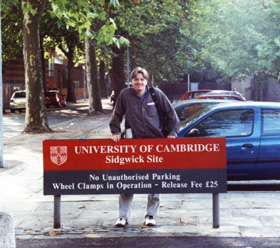 UNIVERSITY OF CAMBRIDGE
Sidgwick Site
No Unauthorised Parking
Wheel Clamps in Operation - Release Fee £25